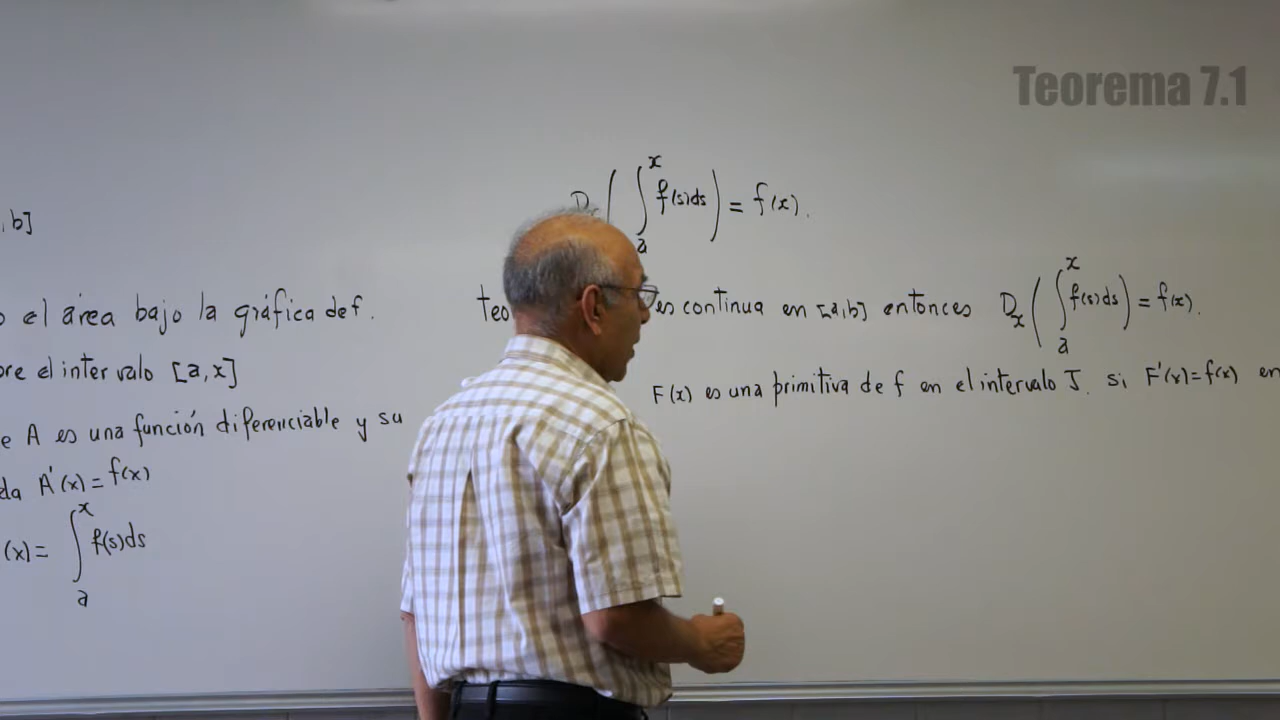 Teorema 7.1
, b]
o el área bajo la gráfica de f.
re el intervalo [a,x]
e A es una función diferenciable y su
da A'(x) = f(x)
(x) = ∫ₐˣ f(s)ds
Dₓ ( ∫ₐˣ f(s)ds ) = f(x).
teo es continua en [a,b] entonces Dₓ ( ∫ₐˣ f(s)ds ) = f(x).
F(x) es una primitiva de f en el intervalo J. si F'(x) = f(x) en